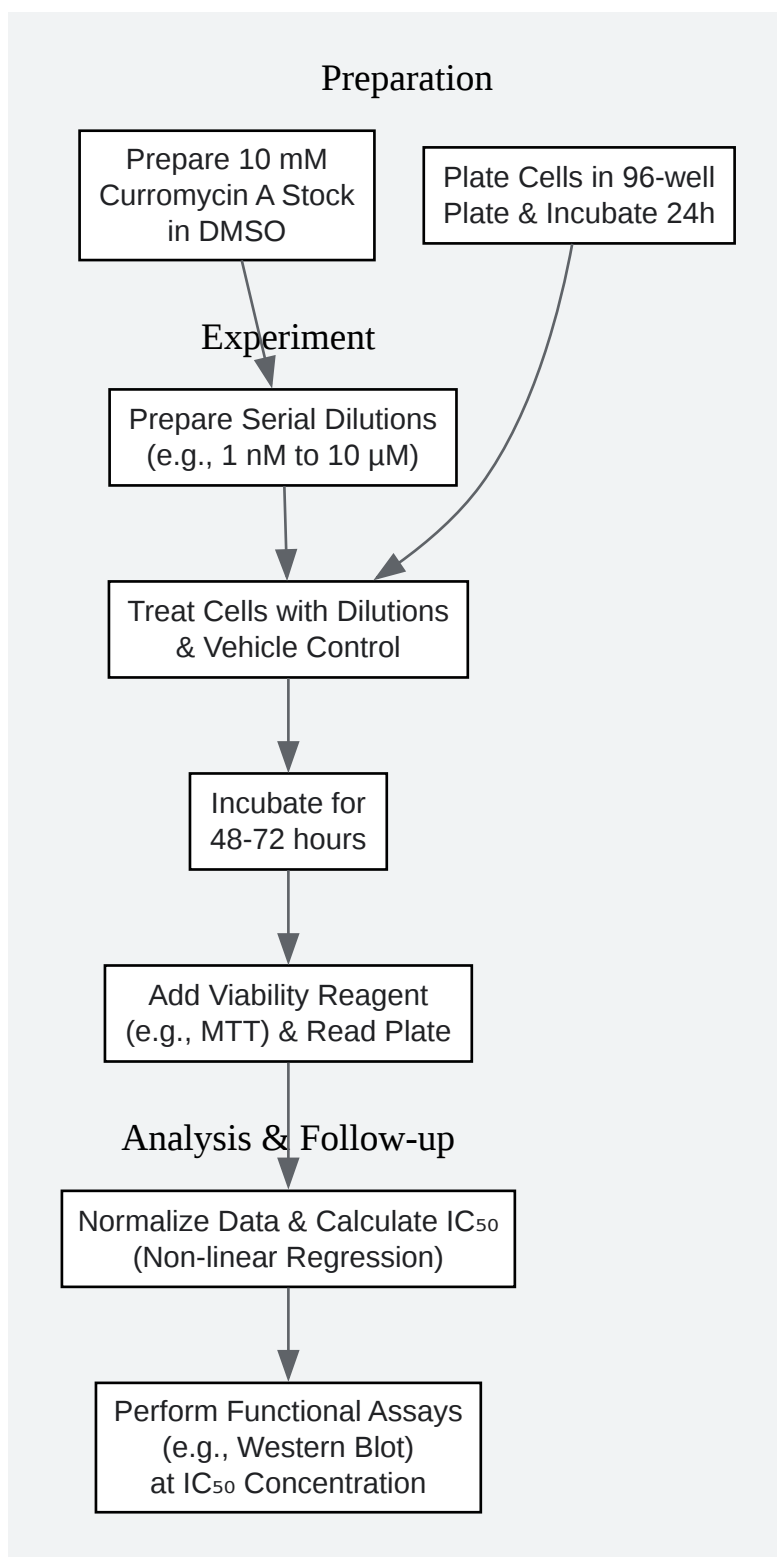 Preparation
Prepare 10 mM
Curromycin A Stock
in DMSO
Plate Cells in 96-well
Plate & Incubate 24h
Experiment
Prepare Serial Dilutions
(e.g., 1 nM to 10 µM)
Treat Cells with Dilutions
& Vehicle Control
Incubate for
48-72 hours
Add Viability Reagent
(e.g., MTT) & Read Plate
Analysis & Follow-up
Normalize Data & Calculate IC₅₀
(Non-linear Regression)
Perform Functional Assays
(e.g., Western Blot)
at IC₅₀ Concentration